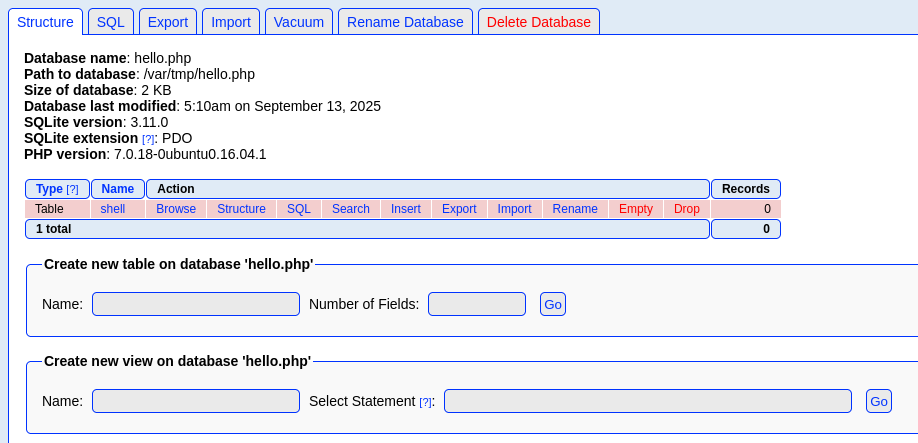 Structure SQL Export Import Vacuum Rename Database Delete Database
Database name: hello.php
Path to database: /var/tmp/hello.php
Size of database: 2 KB
Database last modified: 5:10am on September 13, 2025
SQLite version: 3.11.0
SQLite extension [?]: PDO
PHP version: 7.0.18-0ubuntu0.16.04.1
Type [?] Name Action Records
Table shell Browse Structure SQL Search Insert Export Import Rename Empty Drop 0
1 total 0
Create new table on database 'hello.php'
Name: Number of Fields: Go
Create new view on database 'hello.php'
Name: Select Statement [?]: Go